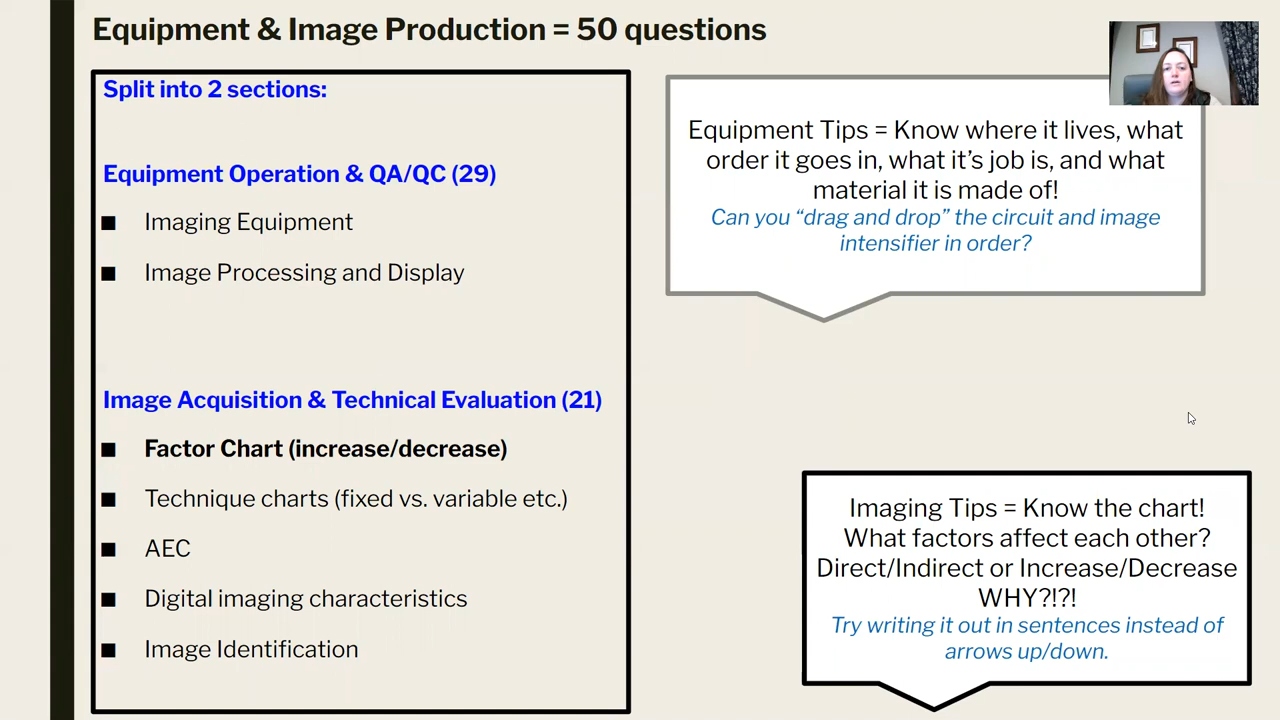 Equipment & Image Production = 50 questions
Split into 2 sections:
Equipment Operation & QA/QC (29)
Imaging Equipment
Image Processing and Display
Image Acquisition & Technical Evaluation (21)
Factor Chart (increase/decrease)
Technique charts (fixed vs. variable etc.)
AEC
Digital imaging characteristics
Image Identification
Equipment Tips = Know where it lives, what
order it goes in, what it's job is, and what
material it is made of!
Can you “drag and drop” the circuit and image
intensifier in order?
Imaging Tips = Know the chart!
What factors affect each other?
Direct/Indirect or Increase/Decrease
WHY?!?!
Try writing it out in sentences instead of
arrows up/down.